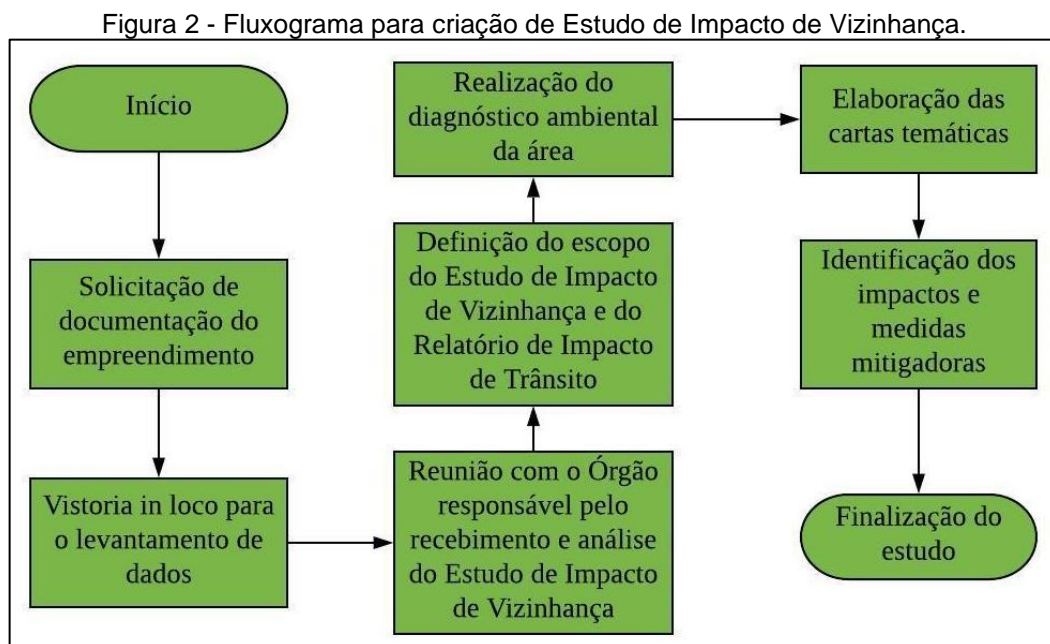 Figura 2 - Fluxograma para criação de Estudo de Impacto de Vizinhança.
Início
Solicitação de
documentação do
empreendimento
Vistoria in loco para
o levantamento de
dados
Reunião com o Órgão
responsável pelo
recebimento e análise
do Estudo de Impacto
de Vizinhança
Definição do escopo
do Estudo de Impacto
de Vizinhança e do
Relatório de Impacto
de Trânsito
Realização do
diagnóstico ambiental
da área
Elaboração das
cartas temáticas
Identificação dos
impactos e
medidas
mitigadoras
Finalização do
estudo